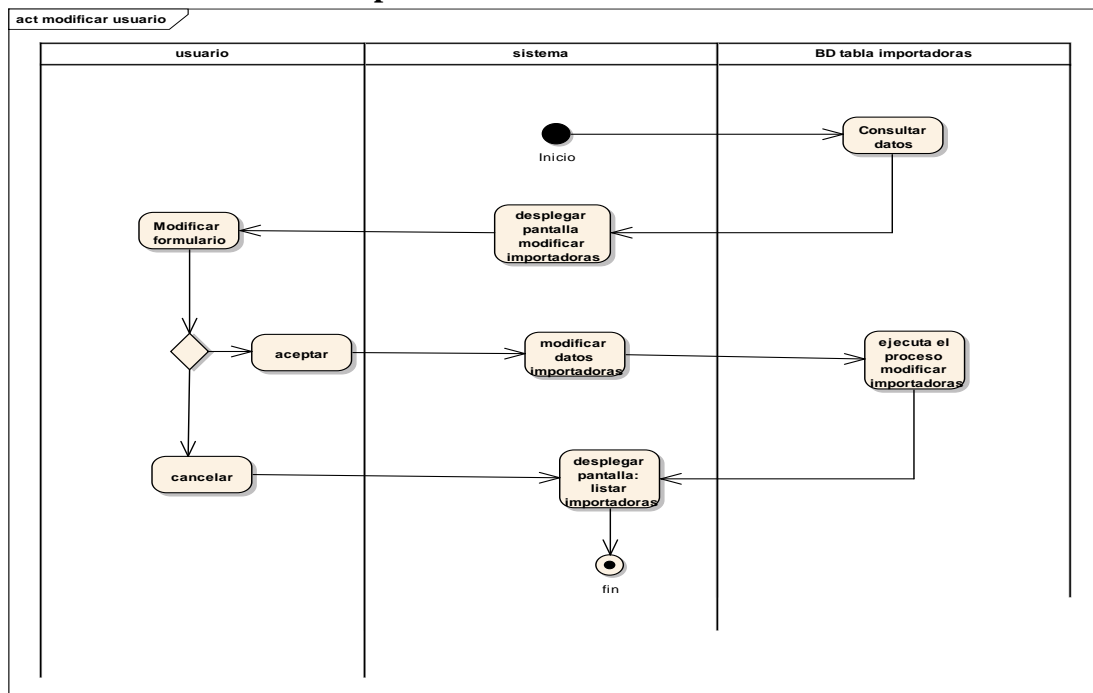 act modificar usuario
usuario
sistema
BD tabla importadoras
Inicio
Consultar
datos
desplegar
pantalla
modificar
importadoras
Modificar
formulario
aceptar
modificar
datos
importadoras
ejecuta el
proceso
modificar
importadoras
cancelar
desplegar
pantalla:
listar
importadoras
fin